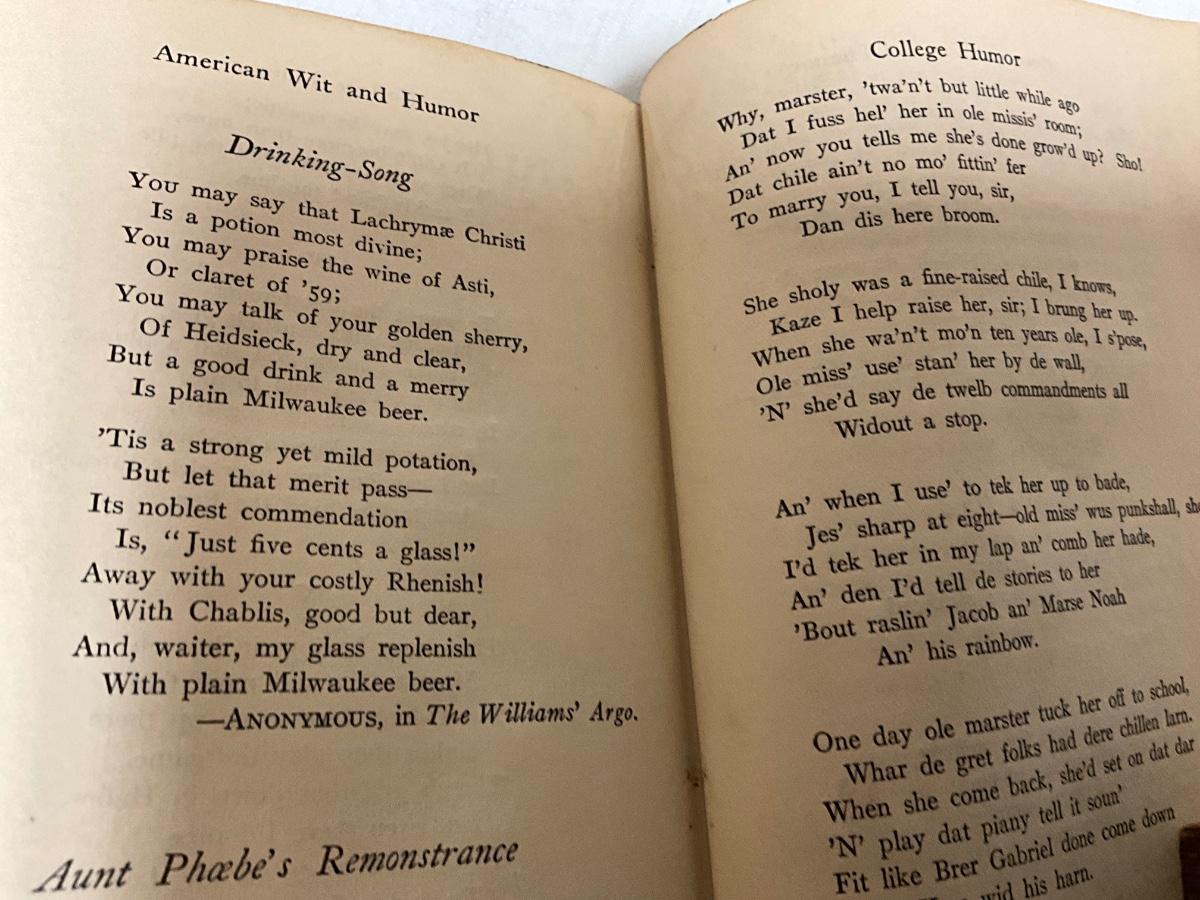 American Wit and Humor
Drinking-Song
You may say that Lachrymæ Christi
Is a potion most divine;
You may praise the wine of Asti,
Or claret of '59;
You may talk of your golden sherry,
Of Heidsieck, dry and clear,
But a good drink and a merry
Is plain Milwaukee beer.
'Tis a strong yet mild potation,
But let that merit pass—
Its noblest commendation
Is, "Just five cents a glass!"
Away with your costly Rhenish!
With Chablis, good but dear,
And, waiter, my glass replenish
With plain Milwaukee beer.
—ANONYMOUS, in The Williams' Argo.
Aunt Phœbe's Remonstrance
College Humor
Why, marster, 'twa'n't but little while ago
Dat I fuss hel' her in ole missis' room;
An' now you tells me she's done grow'd up? Sho!
Dat chile ain't no mo' fittin' fer
To marry you, I tell you, sir,
Dan dis here broom.
She sholy was a fine-raised chile, I knows,
Kaze I help raise her, sir; I brung her up.
When she wa'n't mo'n ten years ole, I s'pose,
Ole miss' use' stan' her by de wall,
'N' she'd say de twelb commandments all
Widout a stop.
An' when I use' to tek her up to bade,
Jes' sharp at eight—old miss' wus punkshall, she
I'd tek her in my lap an' comb her hade,
An' den I'd tell de stories to her
'Bout raslin' Jacob an' Marse Noah
An' his rainbow.
One day ole marster tuck her off to school,
Whar de gret folks had dere chillen larn.
When she come back, she'd set on dat dar
'N' play dat piany tell it soun'
Fit like Brer Gabriel done come down
wid his harn.